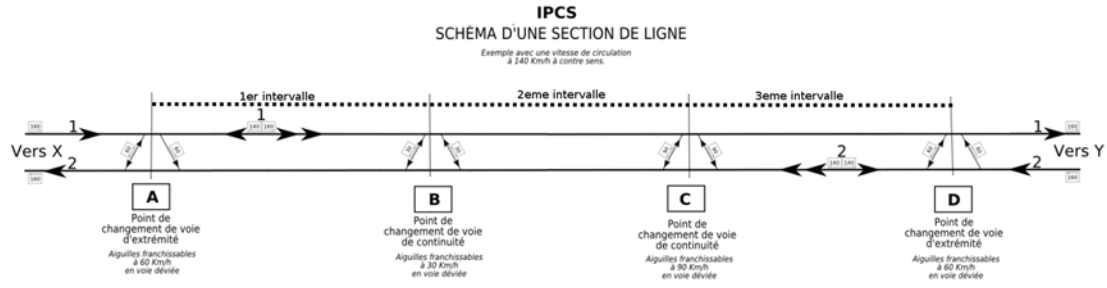 IPCS
SCHÉMA D'UNE SECTION DE LIGNE
Exemple avec une vitesse de circulation
à 140 Km/h à contre sens.
1er intervalle
2eme intervalle
3eme intervalle
160
1
1
140 160
1
160
Vers X
60
60
30
30
90
90
60
60
Vers Y
160
2
2
160 140
2
160
A
B
C
D
Point de
changement de voie
d'extrémité
Aiguilles franchissables
à 60 Km/h
en voie déviée
Point de
changement de voie
de continuité
Aiguilles franchissables
à 30 Km/h
en voie déviée
Point de
changement de voie
de continuité
Aiguilles franchissables
à 90 Km/h
en voie déviée
Point de
changement de voie
d'extrémité
Aiguilles franchissables
à 60 Km/h
en voie déviée